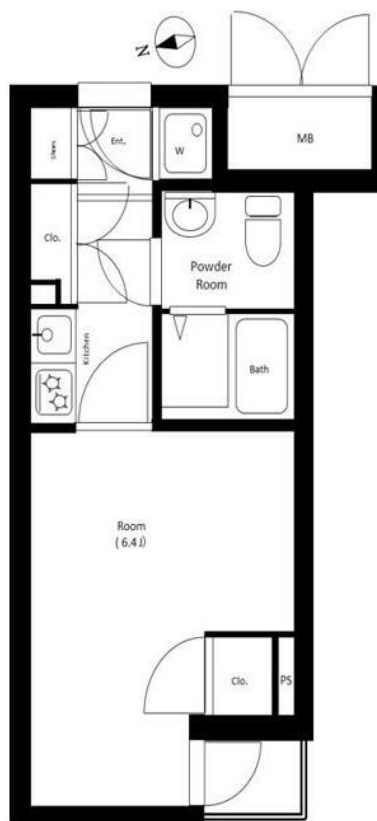 N
MB
Shoes
Ent.
W
Clo.
Powder
Room
Kitchen
Bath
Room
( 6.4J)
Clo.
PS